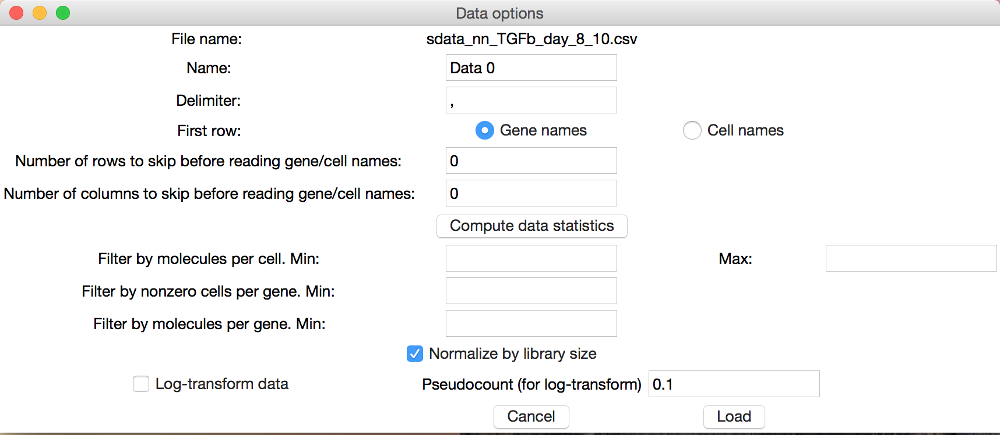 Data options
File name: sdata_nn_TGFb_day_8_10.csv
Name: Data 0
Delimiter: ,
First row: Gene names Cell names
Number of rows to skip before reading gene/cell names: 0
Number of columns to skip before reading gene/cell names: 0
Compute data statistics
Filter by molecules per cell. Min: Max:
Filter by nonzero cells per gene. Min:
Filter by molecules per gene. Min:
Normalize by library size
Log-transform data Pseudocount (for log-transform) 0.1
Cancel Load